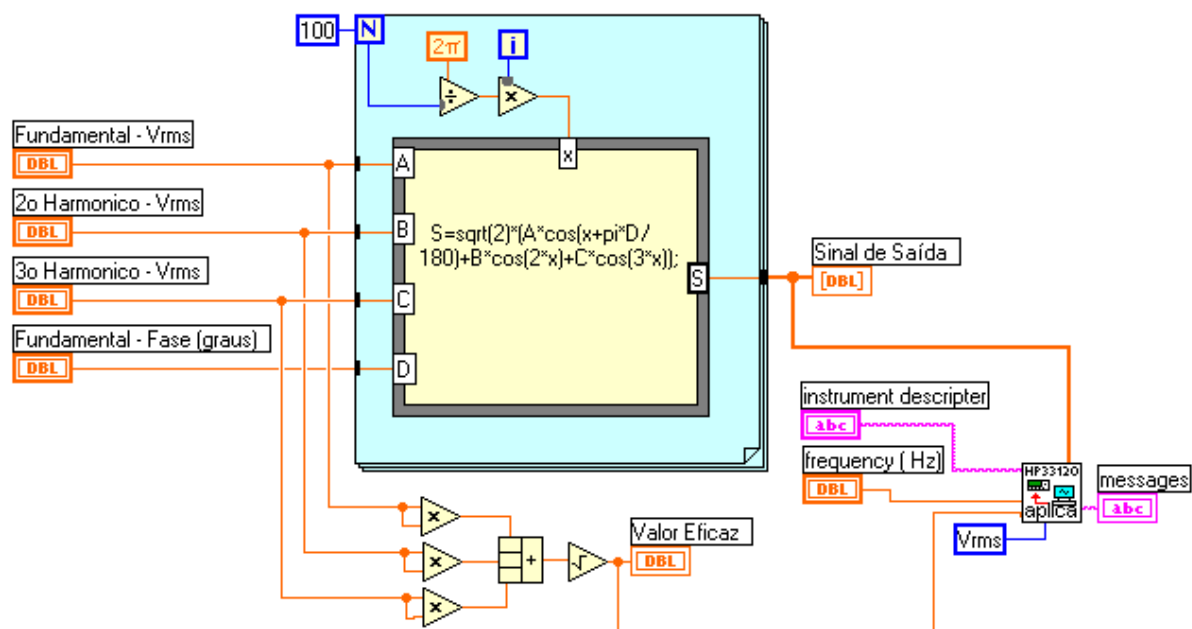 100
N
2π
i
÷
x
Fundamental - Vrms
DBL
x
A
2o Harmonico - Vrms
DBL
B
S=sqrt(2)*(A*cos(x+pi*D/
180)+B*cos(2*x)+C*cos(3*x));
3o Harmonico - Vrms
DBL
C
S
Sinal de Saída
[DBL]
Fundamental - Fase (graus)
DBL
D
instrument descripter
abc
frequency ( Hz)
DBL
HP33120
aplica
messages
abc
Vrms
x
x
x
+
√
Valor Eficaz
DBL